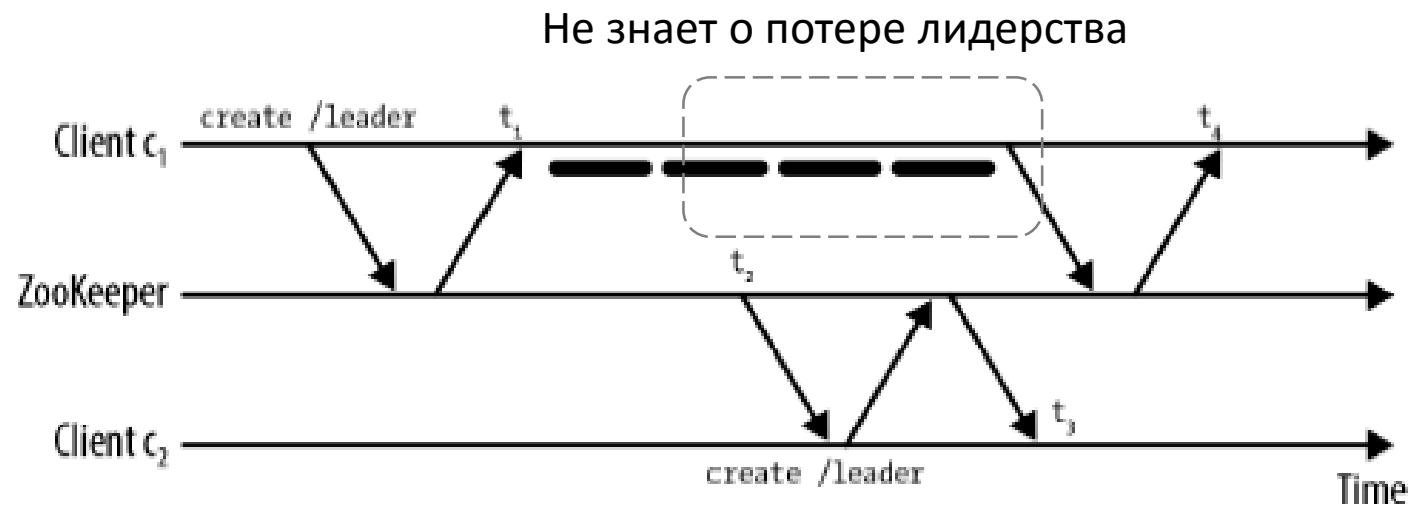 Не знает о потере лидерства
create /leader
t₁
t₄
Client c₁
t₂
ZooKeeper
t₃
Client c₂
create /leader
Time